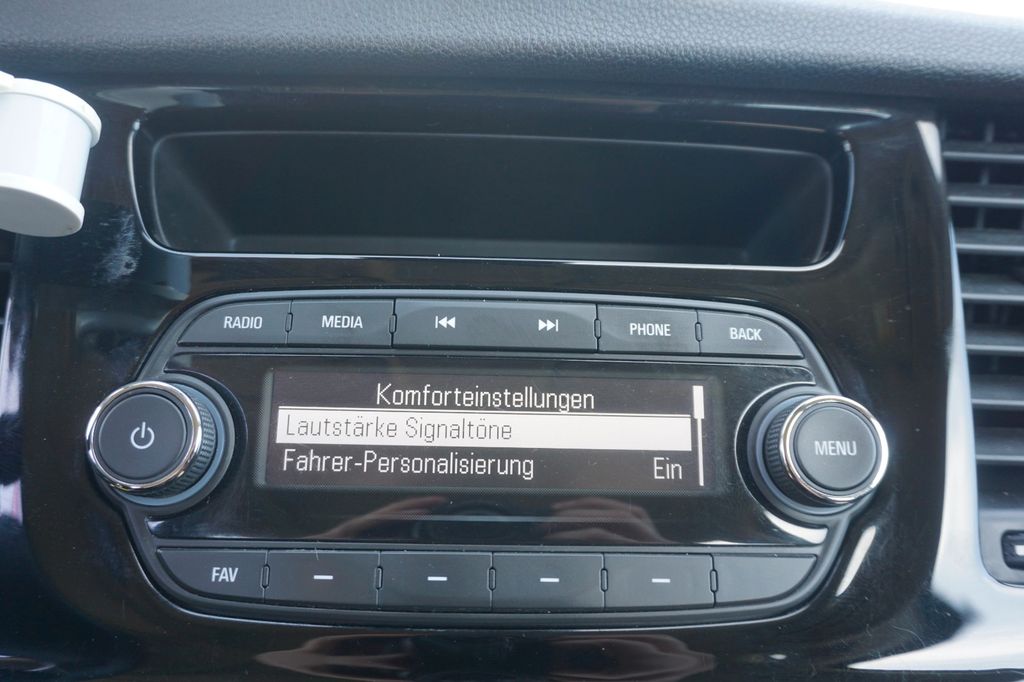 RADIO MEDIA PHONE BACK
Komforteinstellungen
Lautstärke Signaltöne
Fahrer-Personalisierung Ein
MENU
FAV